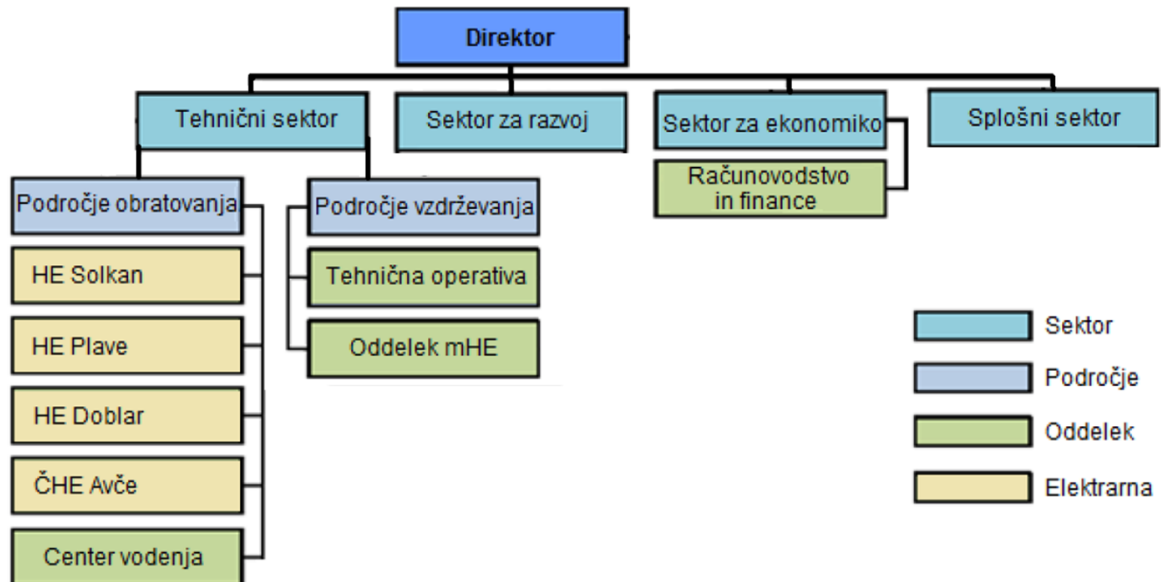 Direktor
Tehnični sektor
Sektor za razvoj
Sektor za ekonomiko
Splošni sektor
Računovodstvo
in finance
Področje obratovanja
Področje vzdrževanja
HE Solkan
Tehnična operativa
HE Plave
Oddelek mHE
HE Doblar
ČHE Avče
Center vodenja
Sektor
Področje
Oddelek
Elektrarna